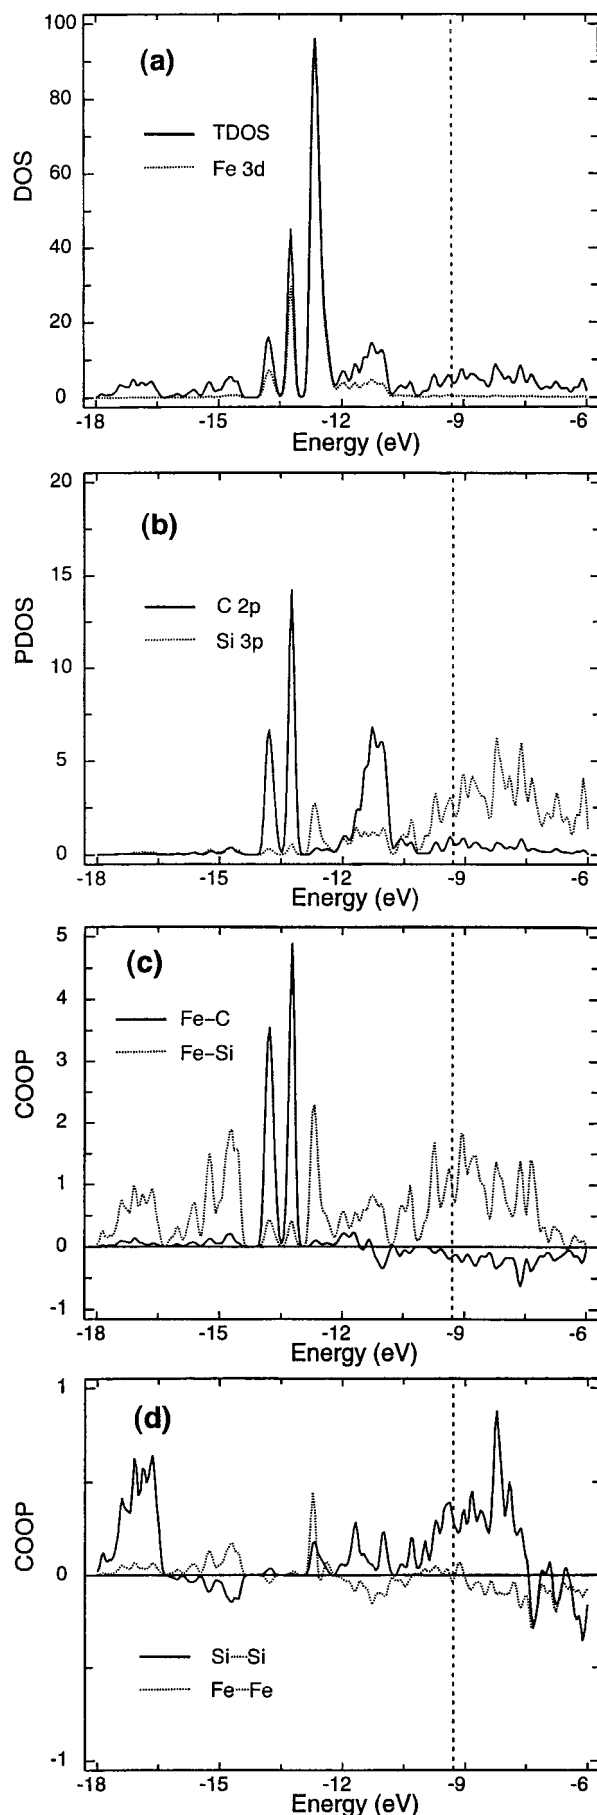 100
(a)
80
TDOS
Fe 3d
60
DOS
40
20
0
-18 -15 -12 -9 -6
Energy (eV)
20
(b)
15
C 2p
Si 3p
PDOS
10
5
0
-18 -15 -12 -9 -6
Energy (eV)
5
(c)
4
Fe–C
Fe–Si
3
COOP
2
1
0
-1
-18 -15 -12 -9 -6
Energy (eV)
1
(d)
COOP
0
Si····Si
Fe···Fe
-1
-18 -15 -12 -9 -6
Energy (eV)